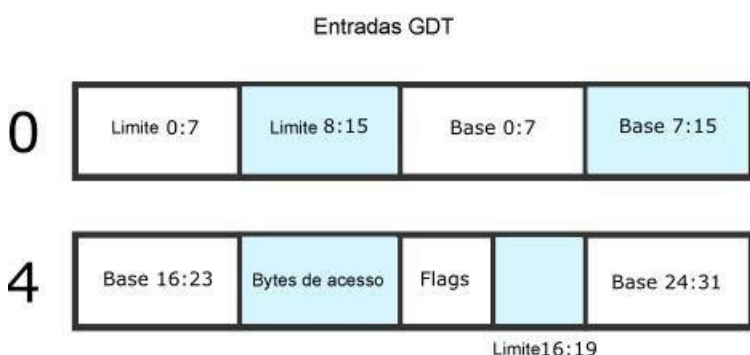 Entradas GDT
0
Limite 0:7
Limite 8:15
Base 0:7
Base 7:15
4
Base 16:23
Bytes de acesso
Flags
Base 24:31
Limite16:19